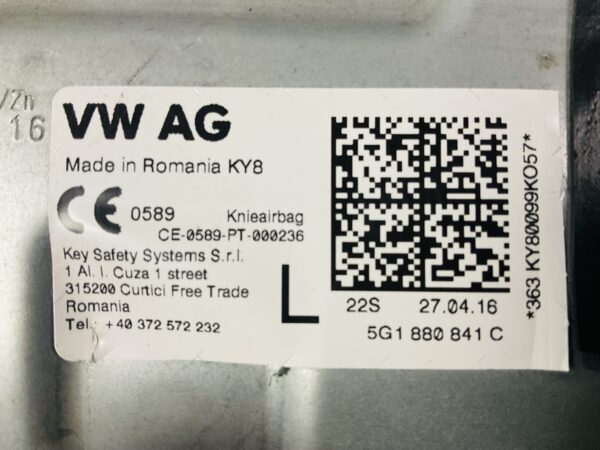 /Zn
16
VW AG
Made in Romania KY8
CE 0589 Knieairbag
CE-0589-PT-000236
Key Safety Systems S.r.l.
1 Al. I. Cuza 1 street
315200 Curtici Free Trade
Romania
Tel.: +40 372 572 232
L
22S 27.04.16
5G1 880 841 C
*363 KY80099KO57*